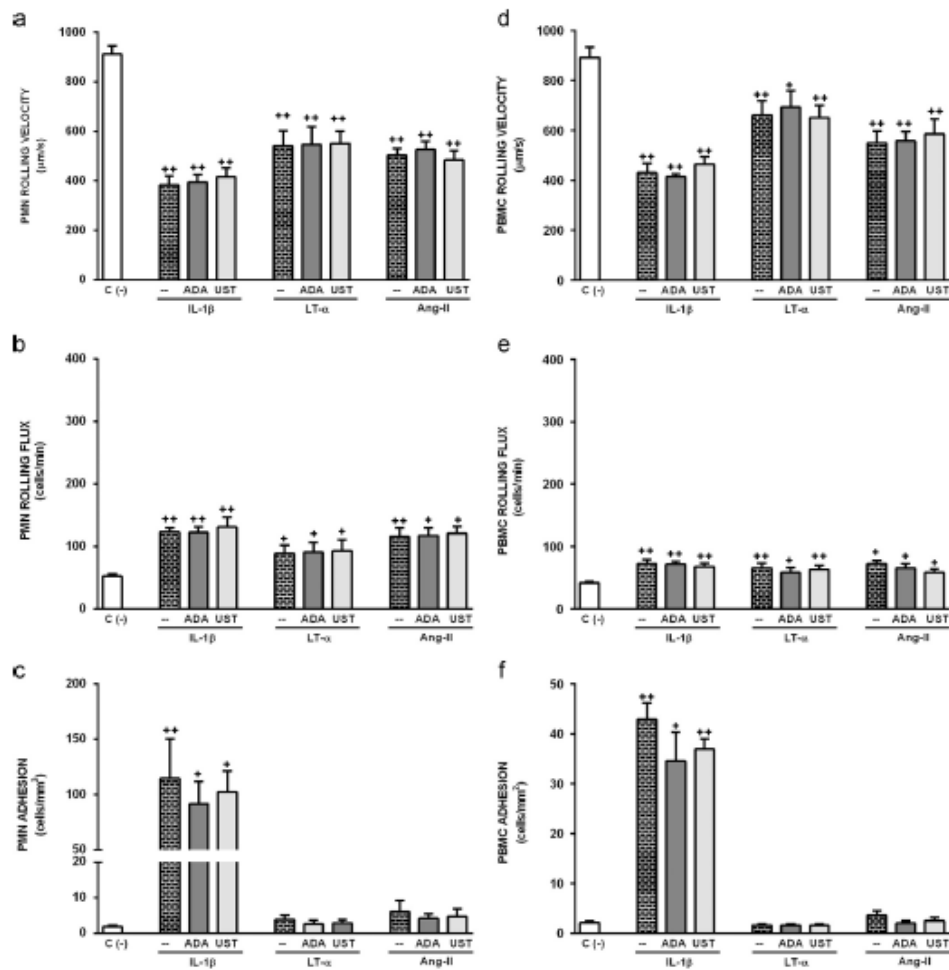 a
PMN ROLLING VELOCITY
(µm/s)
1000
800
600
400
200
0
++ ++ ++ ++ ++ ++ ++ ++ ++
C (-) -- ADA UST -- ADA UST -- ADA UST
IL-1β LT-α Ang-II
b
PMN ROLLING FLUX
(cells/min)
400
300
200
100
0
++ ++ ++ + + + ++ + +
C (-) -- ADA UST -- ADA UST -- ADA UST
IL-1β LT-α Ang-II
c
PMN ADHESION
(cells/mm²)
200
150
100
50
20
10
0
++ + +
C (-) -- ADA UST -- ADA UST -- ADA UST
IL-1β LT-α Ang-II
d
PBMC ROLLING VELOCITY
(µm/s)
1000
800
600
400
200
0
++ ++ ++ ++ + ++ ++ ++ ++
C (-) -- ADA UST -- ADA UST -- ADA UST
IL-1β LT-α Ang-II
e
PBMC ROLLING FLUX
(cells/min)
400
300
200
100
0
++ ++ ++ ++ + ++ + + +
C (-) -- ADA UST -- ADA UST -- ADA UST
IL-1β LT-α Ang-II
f
PBMC ADHESION
(cells/mm²)
50
40
30
20
10
0
++ + ++
C (-) -- ADA UST -- ADA UST -- ADA UST
IL-1β LT-α Ang-II